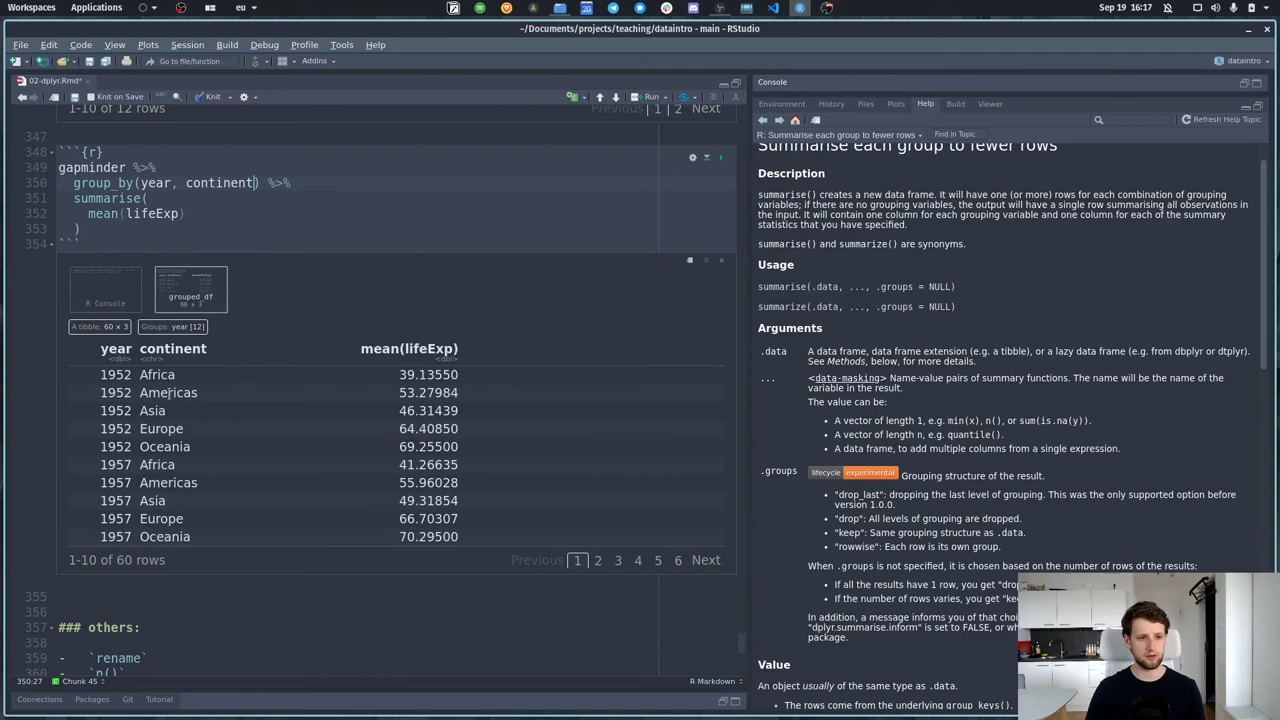 Workspaces
eu
Sep 19 16:17
~/Documents/projects/teaching/dataintro - main - RStudio
File Edit Code View Plots Session Build Debug Profile Tools Help
Go to file/function
Addins
dataintro
02-dplyr.Rmd*
Knit on Save
Knit
Run
1-10 of 12 rows
Previous 1 2 Next
347
348 ```{r}
349 gapminder %>%
350 group_by(year, continent) %>%
351 summarise(
352 mean(lifeExp)
353 )
354 ```
R Console
grouped_df
60 x 3
A tibble: 60 × 3
Groups: year [12]
year continent mean(lifeExp)
<dbl> <chr> <dbl>
1952 Africa 39.13550
1952 Americas 53.27984
1952 Asia 46.31439
1952 Europe 64.40850
1952 Oceania 69.25500
1957 Africa 41.26635
1957 Americas 55.96028
1957 Asia 49.31854
1957 Europe 66.70307
1957 Oceania 70.29500
1-10 of 60 rows
Previous 1 2 3 4 5 6 Next
355
356
357 ### others:
358
359 - `rename`
360 - `n()`
350:27 Chunk 45 R Markdown
Connections Packages Git Tutorial
Console
Environment History Files Plots Help Build Viewer
Refresh Help Topic
R: Summarise each group to fewer rows
Find in Topic
Summarise each group to fewer rows
Description
summarise() creates a new data frame. It will have one (or more) rows for each combination of grouping
variables; if there are no grouping variables, the output will have a single row summarising all observations in
the input. It will contain one column for each grouping variable and one column for each of the summary
statistics that you have specified.
summarise() and summarize() are synonyms.
Usage
summarise(.data, ..., .groups = NULL)
summarize(.data, ..., .groups = NULL)
Arguments
.data A data frame, data frame extension (e.g. a tibble), or a lazy data frame (e.g. from dbplyr or dtplyr).
See Methods, below, for more details.
... <data-masking> Name-value pairs of summary functions. The name will be the name of the
variable in the result.
The value can be:
• A vector of length 1, e.g. min(x), n(), or sum(is.na(y)).
• A vector of length n, e.g. quantile().
• A data frame, to add multiple columns from a single expression.
.groups lifecycle experimental Grouping structure of the result.
• "drop_last": dropping the last level of grouping. This was the only supported option before
version 1.0.0.
• "drop": All levels of grouping are dropped.
• "keep": Same grouping structure as .data.
• "rowwise": Each row is its own group.
When .groups is not specified, it is chosen based on the number of rows of the results:
• If all the results have 1 row, you get "drop
• If the number of rows varies, you get "kee
In addition, a message informs you of that choi
"dplyr.summarise.inform" is set to FALSE, or wh
package.
Value
An object usually of the same type as .data.
• The rows come from the underlying group_keys().